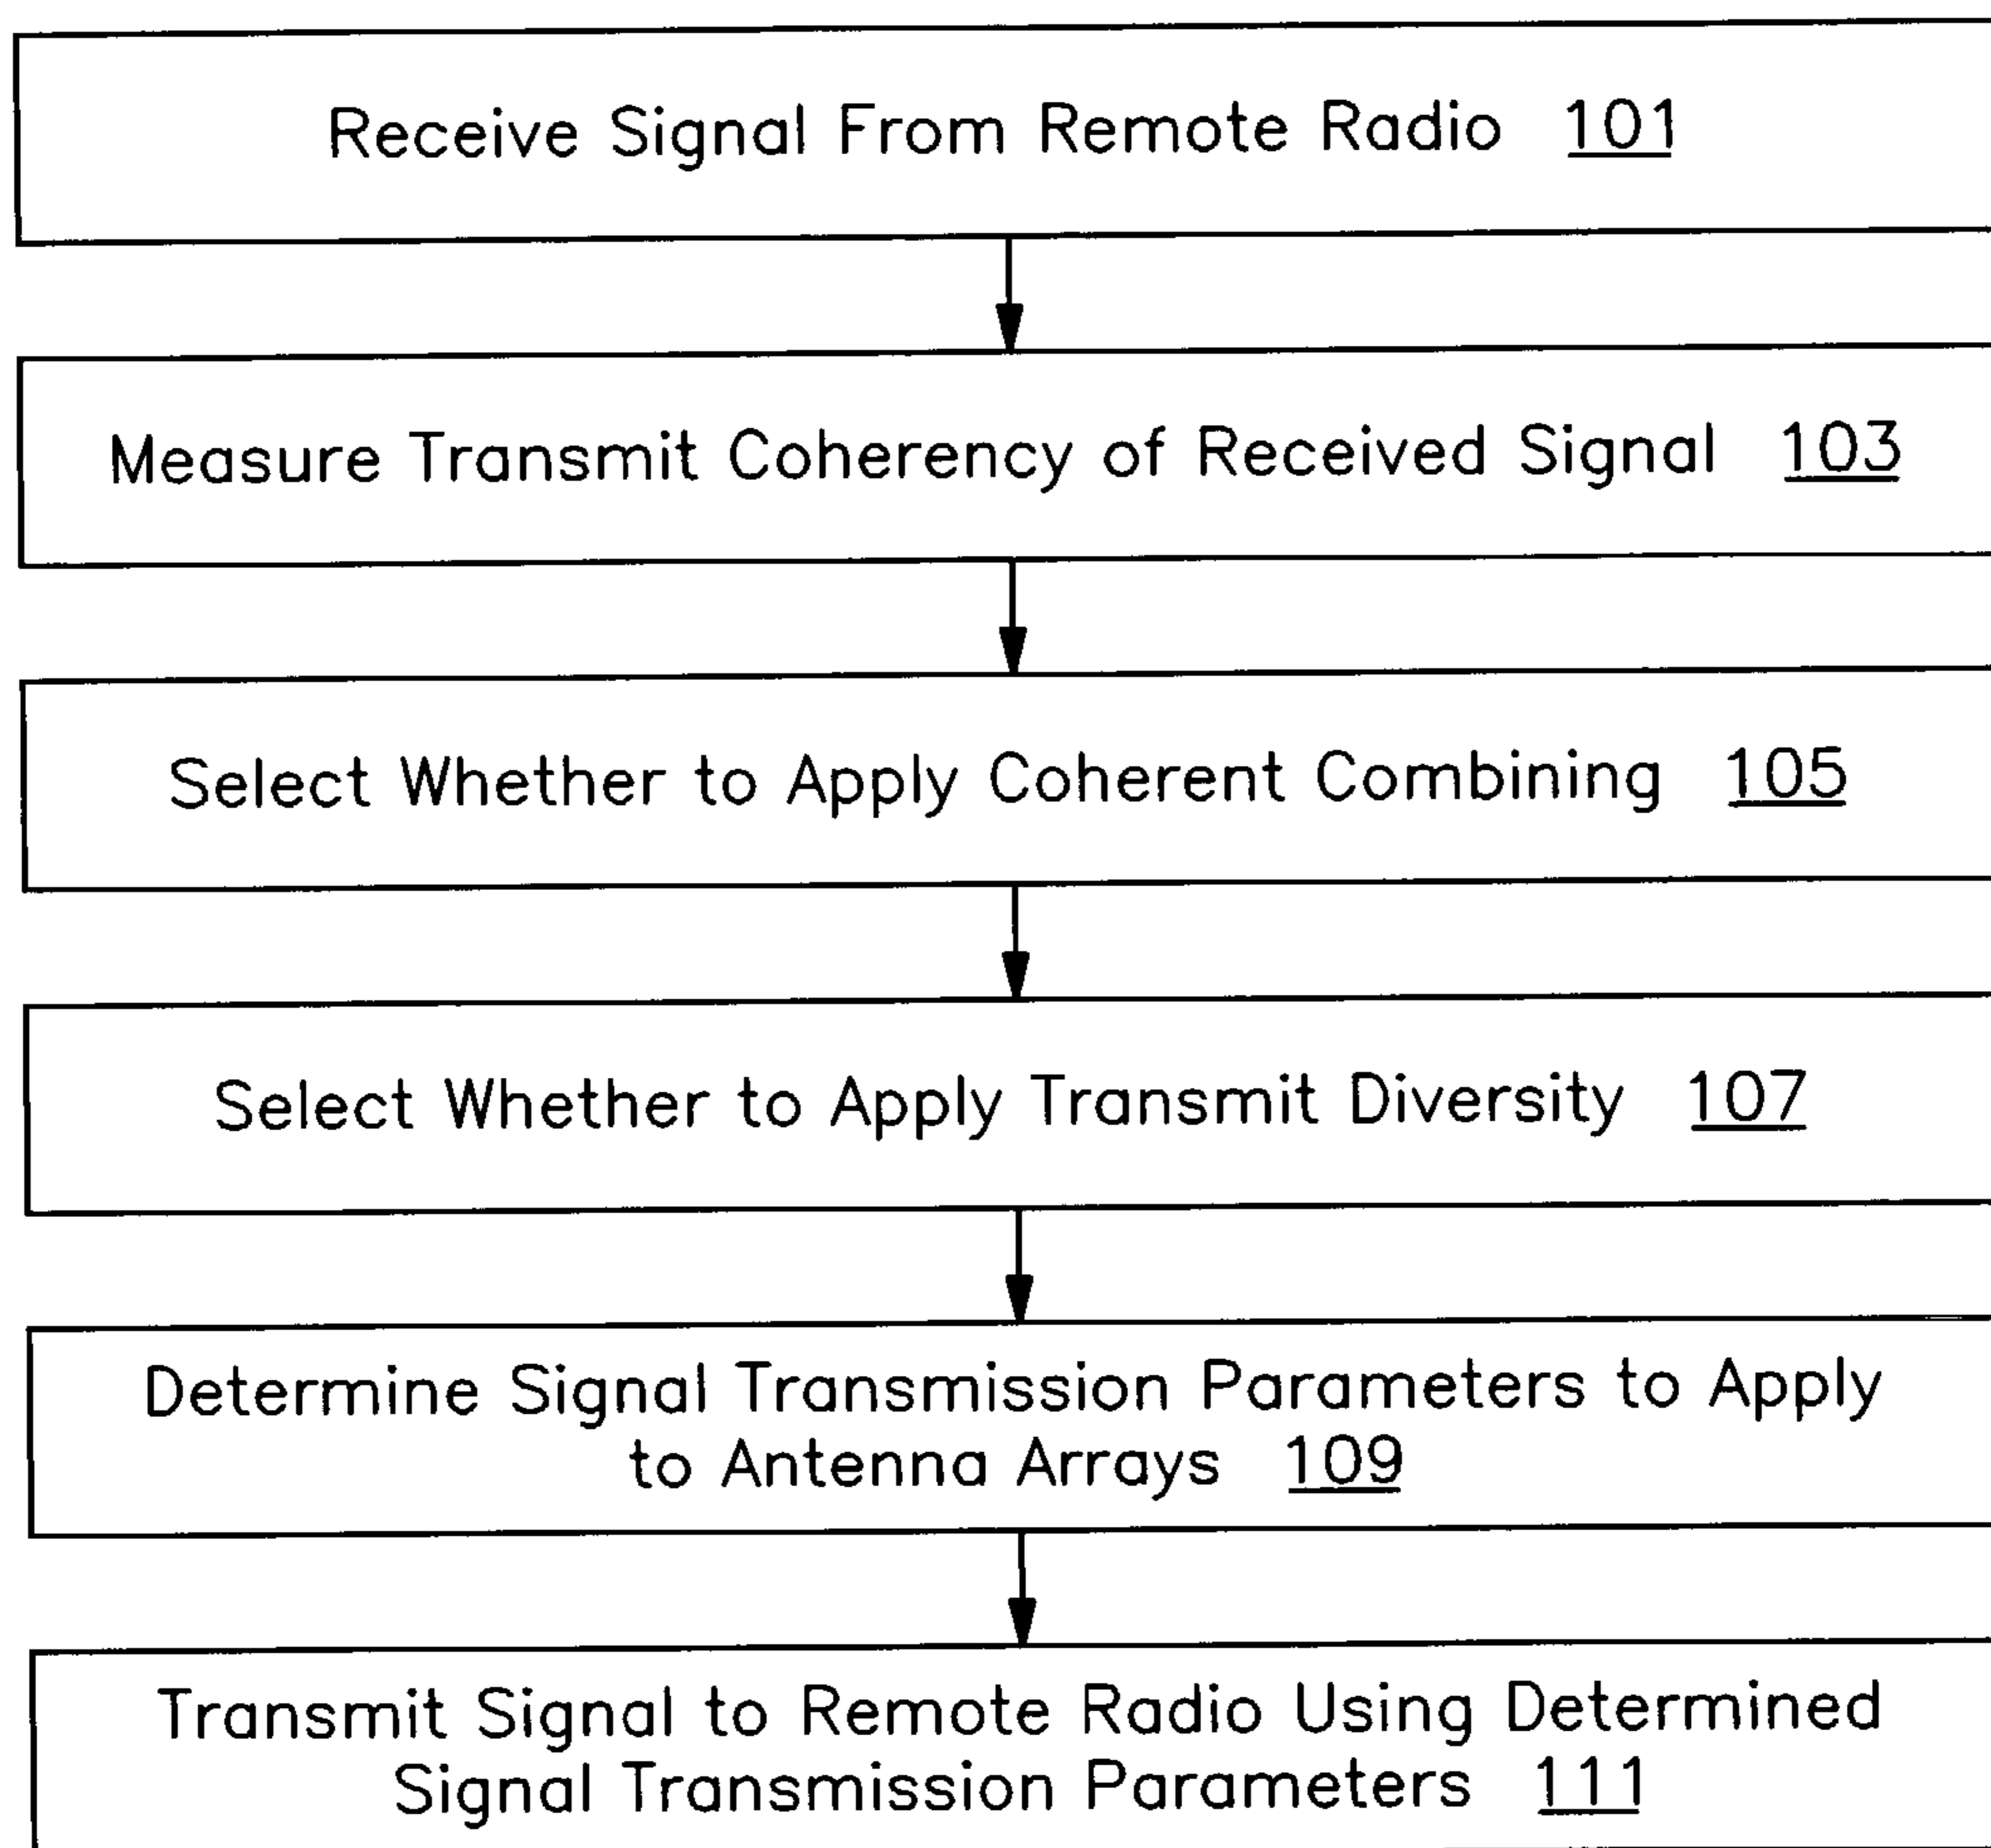 Receive Signal From Remote Radio 101
Measure Transmit Coherency of Received Signal 103
Select Whether to Apply Coherent Combining 105
Select Whether to Apply Transmit Diversity 107
Determine Signal Transmission Parameters to Apply
to Antenna Arrays 109
Transmit Signal to Remote Radio Using Determined
Signal Transmission Parameters 111